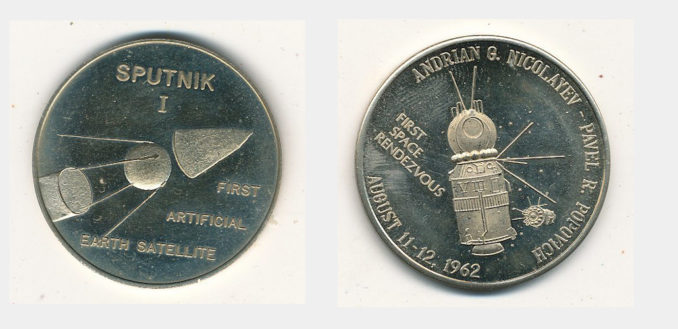 SPUTNIK
I
FIRST
ARTIFICIAL
EARTH SATELLITE
ANDRIAN G. NICOLAYEV - PAVEL R. POPOVICH
FIRST
SPACE
RENDEZVOUS
AUGUST 11-12, 1962